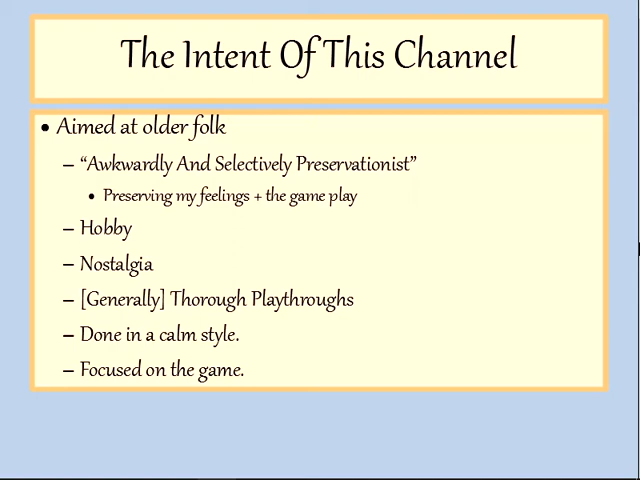 The Intent Of This Channel
• Aimed at older folk
– “Awkwardly And Selectively Preservationist”
• Preserving my feelings + the game play
– Hobby
– Nostalgia
– [Generally] Thorough Playthroughs
– Done in a calm style.
– Focused on the game.